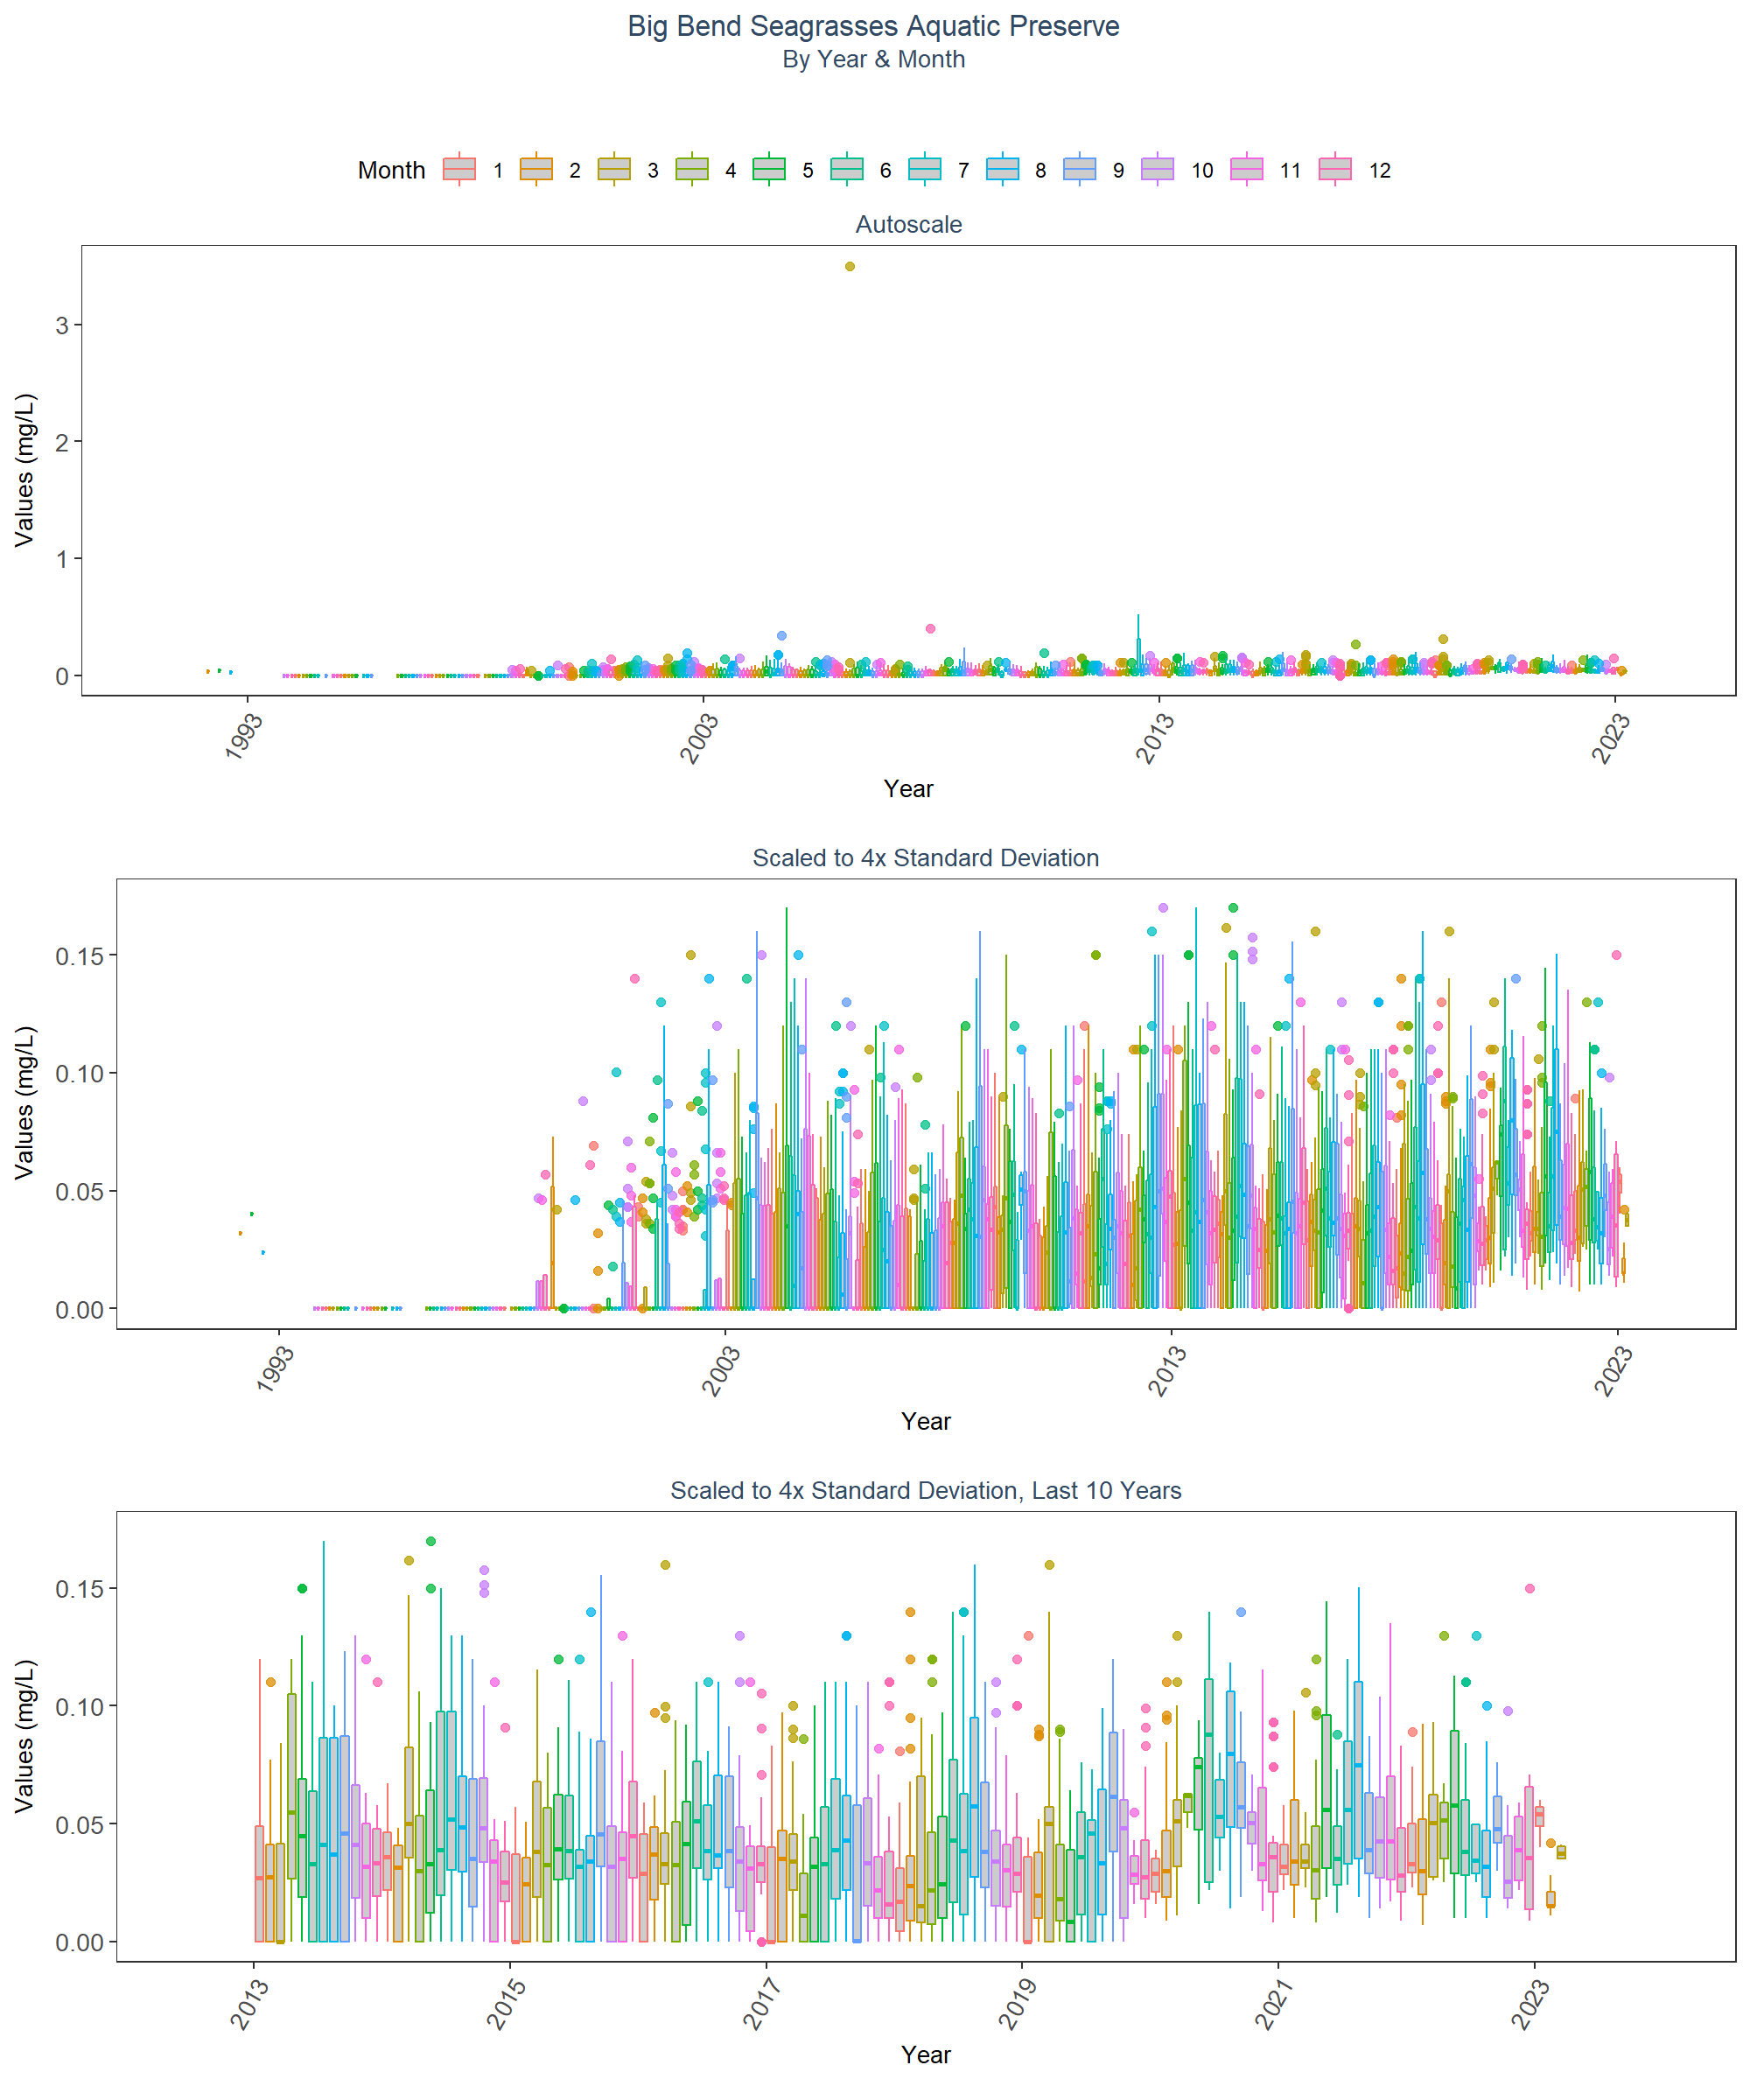 Big Bend Seagrasses Aquatic Preserve
By Year & Month
Month 1 2 3 4 5 6 7 8 9 10 11 12
Autoscale
Values (mg/L)
3
2
1
0
1993 2003 2013 2023
Year
Scaled to 4x Standard Deviation
Values (mg/L)
0.15
0.10
0.05
0.00
1993 2003 2013 2023
Year
Scaled to 4x Standard Deviation, Last 10 Years
Values (mg/L)
0.15
0.10
0.05
0.00
2013 2015 2017 2019 2021 2023
Year